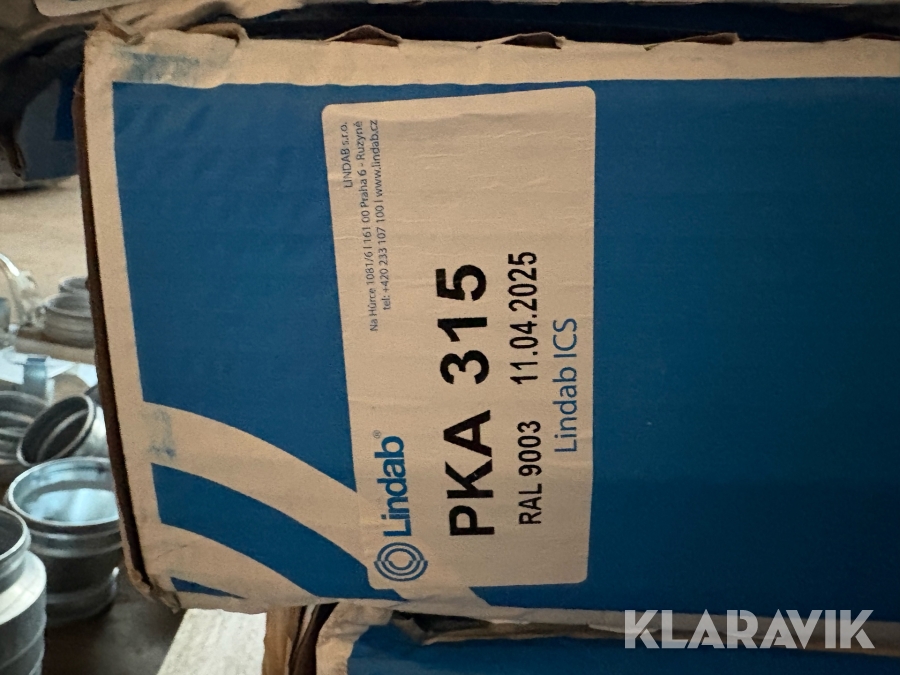 Lindab®
LINDAB s.r.o.
Na Hůrce 1081/6 I 161 00 Praha 6 - Ruzyně
tel: +420 233 107 100 I www.lindab.cz
PKA 315
RAL 9003 11.04.2025
Lindab ICS
KLARAVIK